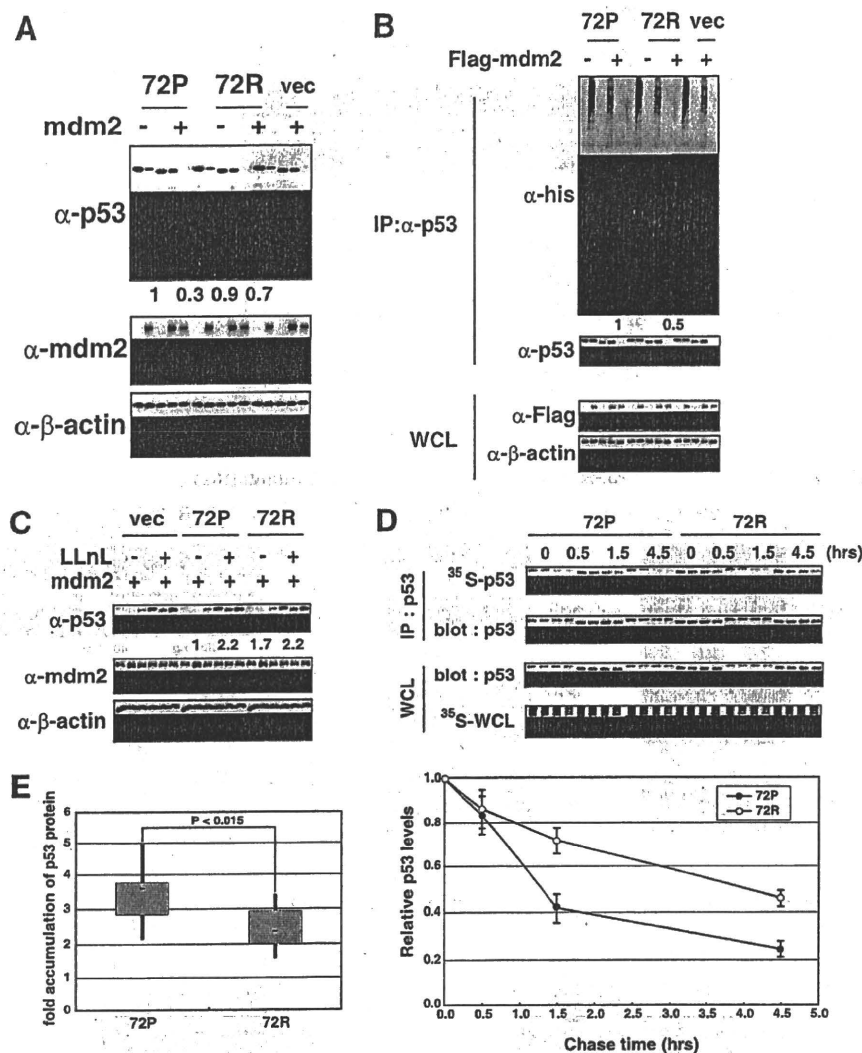 A
72P 72R vec
mdm2 - + - + +
α-p53
1 0.3 0.9 0.7
α-mdm2
α-β-actin
B
72P 72R vec
Flag-mdm2 - + - + +
IP:α-p53
α-his
1 0.5
α-p53
WCL
α-Flag
α-β-actin
C
vec 72P 72R
LLnL - + - + - +
mdm2 + + + + + +
α-p53
1 2.2 1.7 2.2
α-mdm2
α-β-actin
D
72P 72R
0 0.5 1.5 4.5 0 0.5 1.5 4.5 (hrs)
IP : p53
35S-p53
blot : p53
WCL
blot : p53
35S-WCL
1.0
0.8
0.6
0.4
0.2
0.0
Relative p53 levels
72P
72R
0.0 0.5 1.0 1.5 2.0 2.5 3.0 3.5 4.0 4.5 5.0
Chase time (hrs)
E
fold accumulation of p53 protein
6
5
4
3
2
1
0
P < 0.015
72P 72R